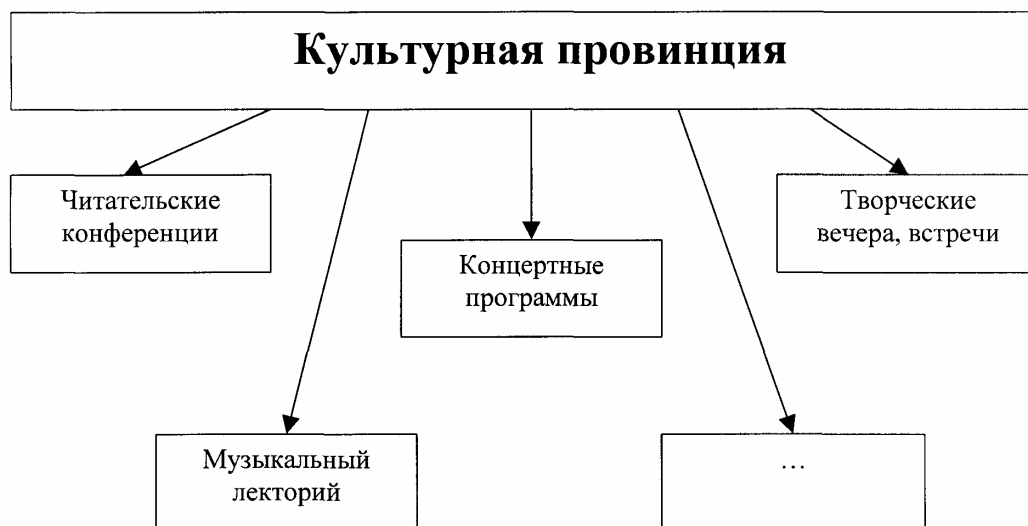 Культурная провинция
Читательские
конференции
Творческие
вечера, встречи
Концертные
программы
Музыкальный
лекторий
...